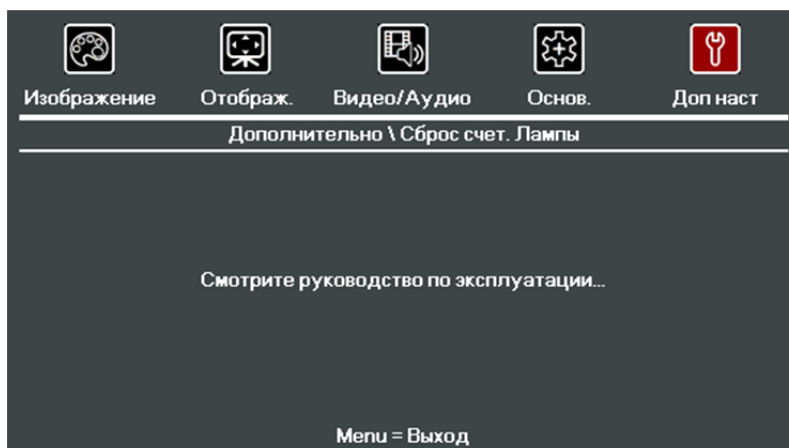 Изображение Отображ. Видео/Аудио Основ. Доп наст
Дополнительно \ Сброс счет. Лампы
Смотрите руководство по эксплуатации...
Menu = Выход